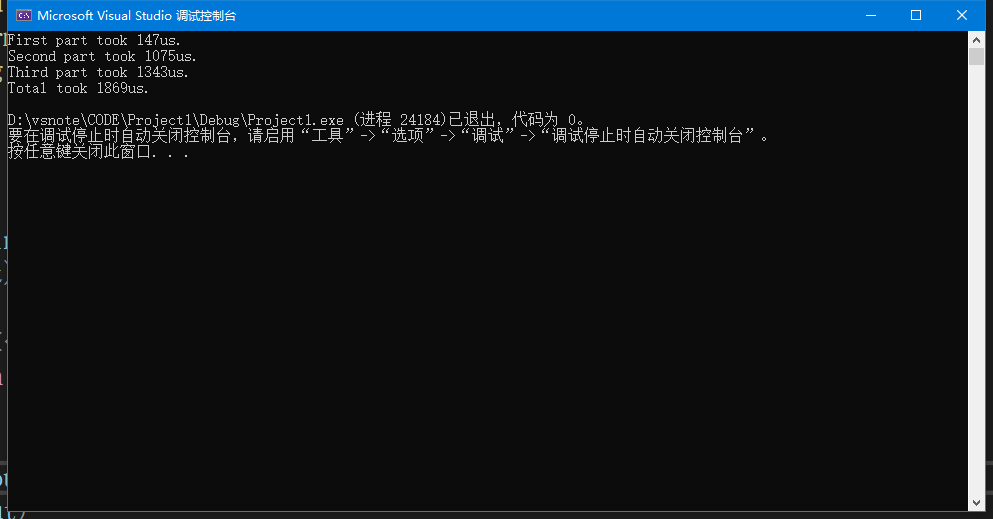 Microsoft Visual Studio 调试控制台
First part took 147us.
Second part took 1075us.
Third part took 1343us.
Total took 1869us.
D:\vsnote\CODE\Project1\Debug\Project1.exe (进程 24184)已退出，代码为 0。
要在调试停止时自动关闭控制台，请启用“工具”->“选项”->“调试”->“调试停止时自动关闭控制台”。
按任意键关闭此窗口. . .